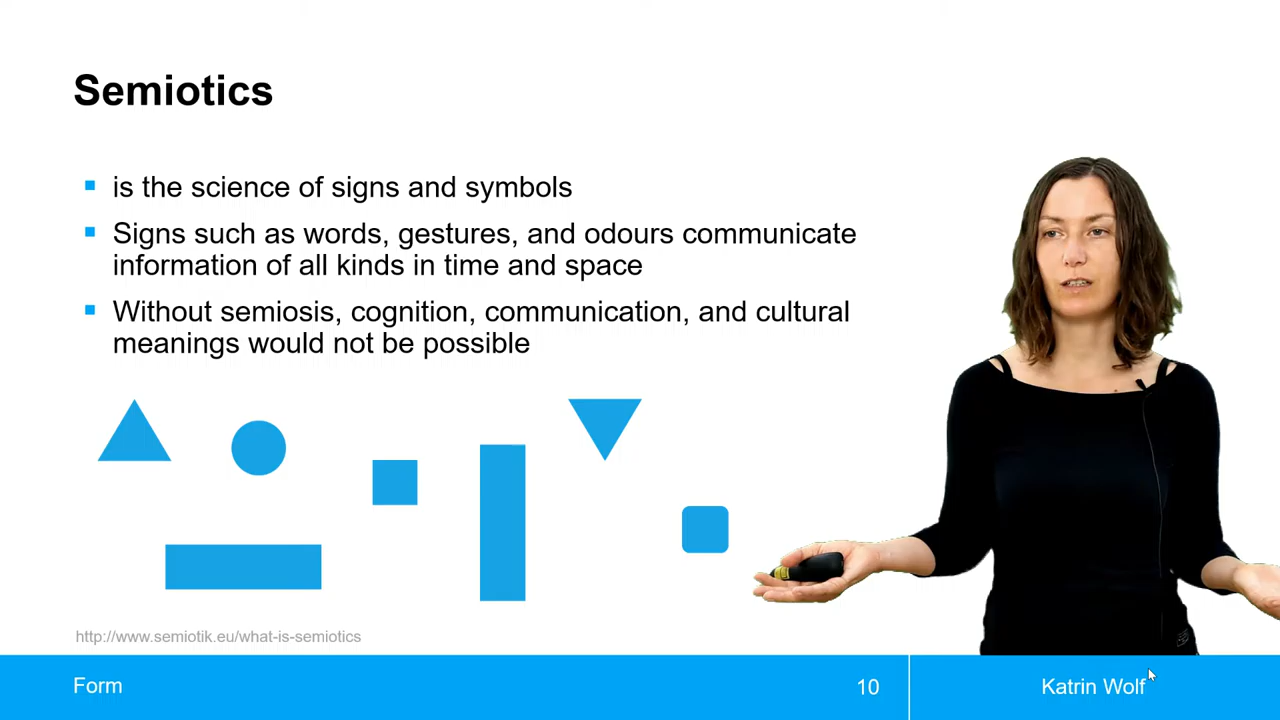 Semiotics
is the science of signs and symbols
Signs such as words, gestures, and odours communicate
information of all kinds in time and space
Without semiosis, cognition, communication, and cultural
meanings would not be possible
http://www.semiotik.eu/what-is-semiotics
Form
10
Katrin Wolf